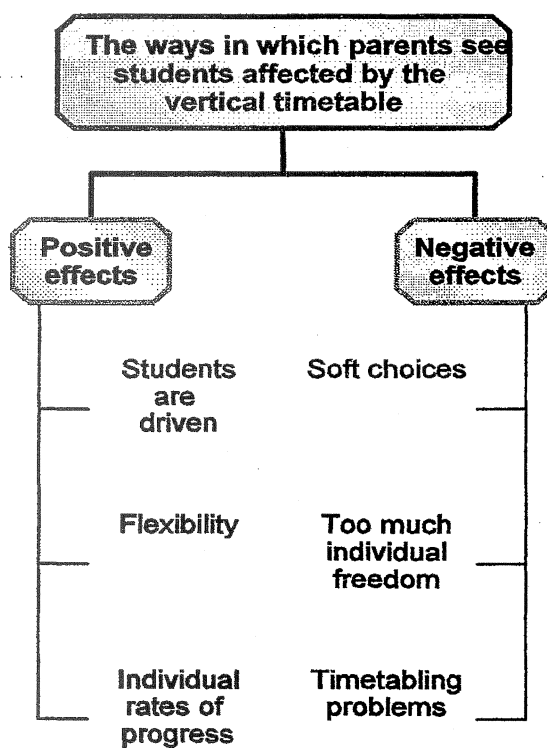 The ways in which parents see
students affected by the
vertical timetable
Positive
effects
Negative
effects
Students
are
driven
Soft choices
Flexibility
Too much
individual
freedom
Individual
rates of
progress
Timetabling
problems